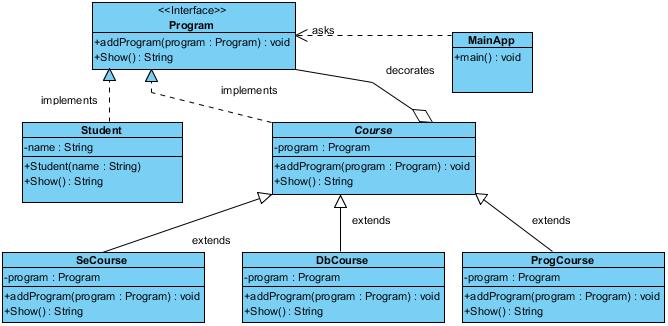 <<Interface>>
Program
+addProgram(program : Program) : void
+Show() : String
asks
MainApp
+main() : void
decorates
implements
implements
Student
-name : String
+Student(name : String)
+Show() : String
Course
-program : Program
+addProgram(program : Program) : void
+Show() : String
extends
extends
extends
SeCourse
-program : Program
+addProgram(program : Program) : void
+Show() : String
DbCourse
-program : Program
+addProgram(program : Program) : void
+Show() : String
ProgCourse
-program : Program
+addProgram(program : Program) : void
+Show() : String